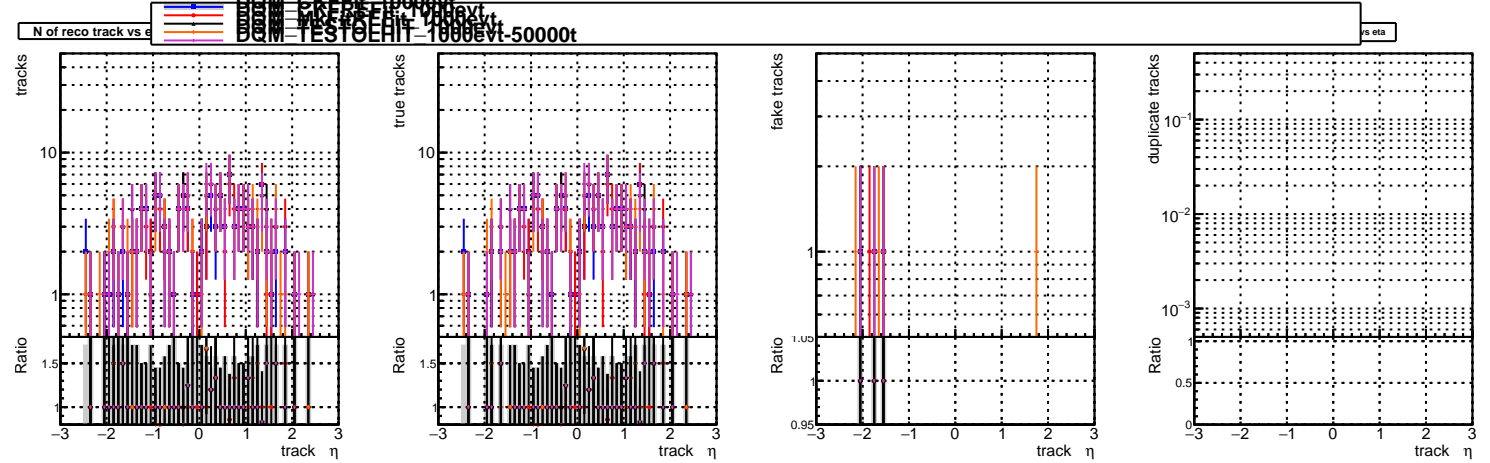 DQM_TESTOLHIT_1000evt-50000t
N of reco track vs e
vs eta
tracks
10
1
Ratio
1.5
1
−3 −2 −1 0 1 2 3
track η
true tracks
10
1
Ratio
1.5
1
−3 −2 −1 0 1 2 3
track η
fake tracks
1
Ratio
1.05
1
0.95
−3 −2 −1 0 1 2 3
track η
duplicate tracks
10−1
10−2
10−3
Ratio
1
0.5
0
−3 −2 −1 0 1 2 3
track η